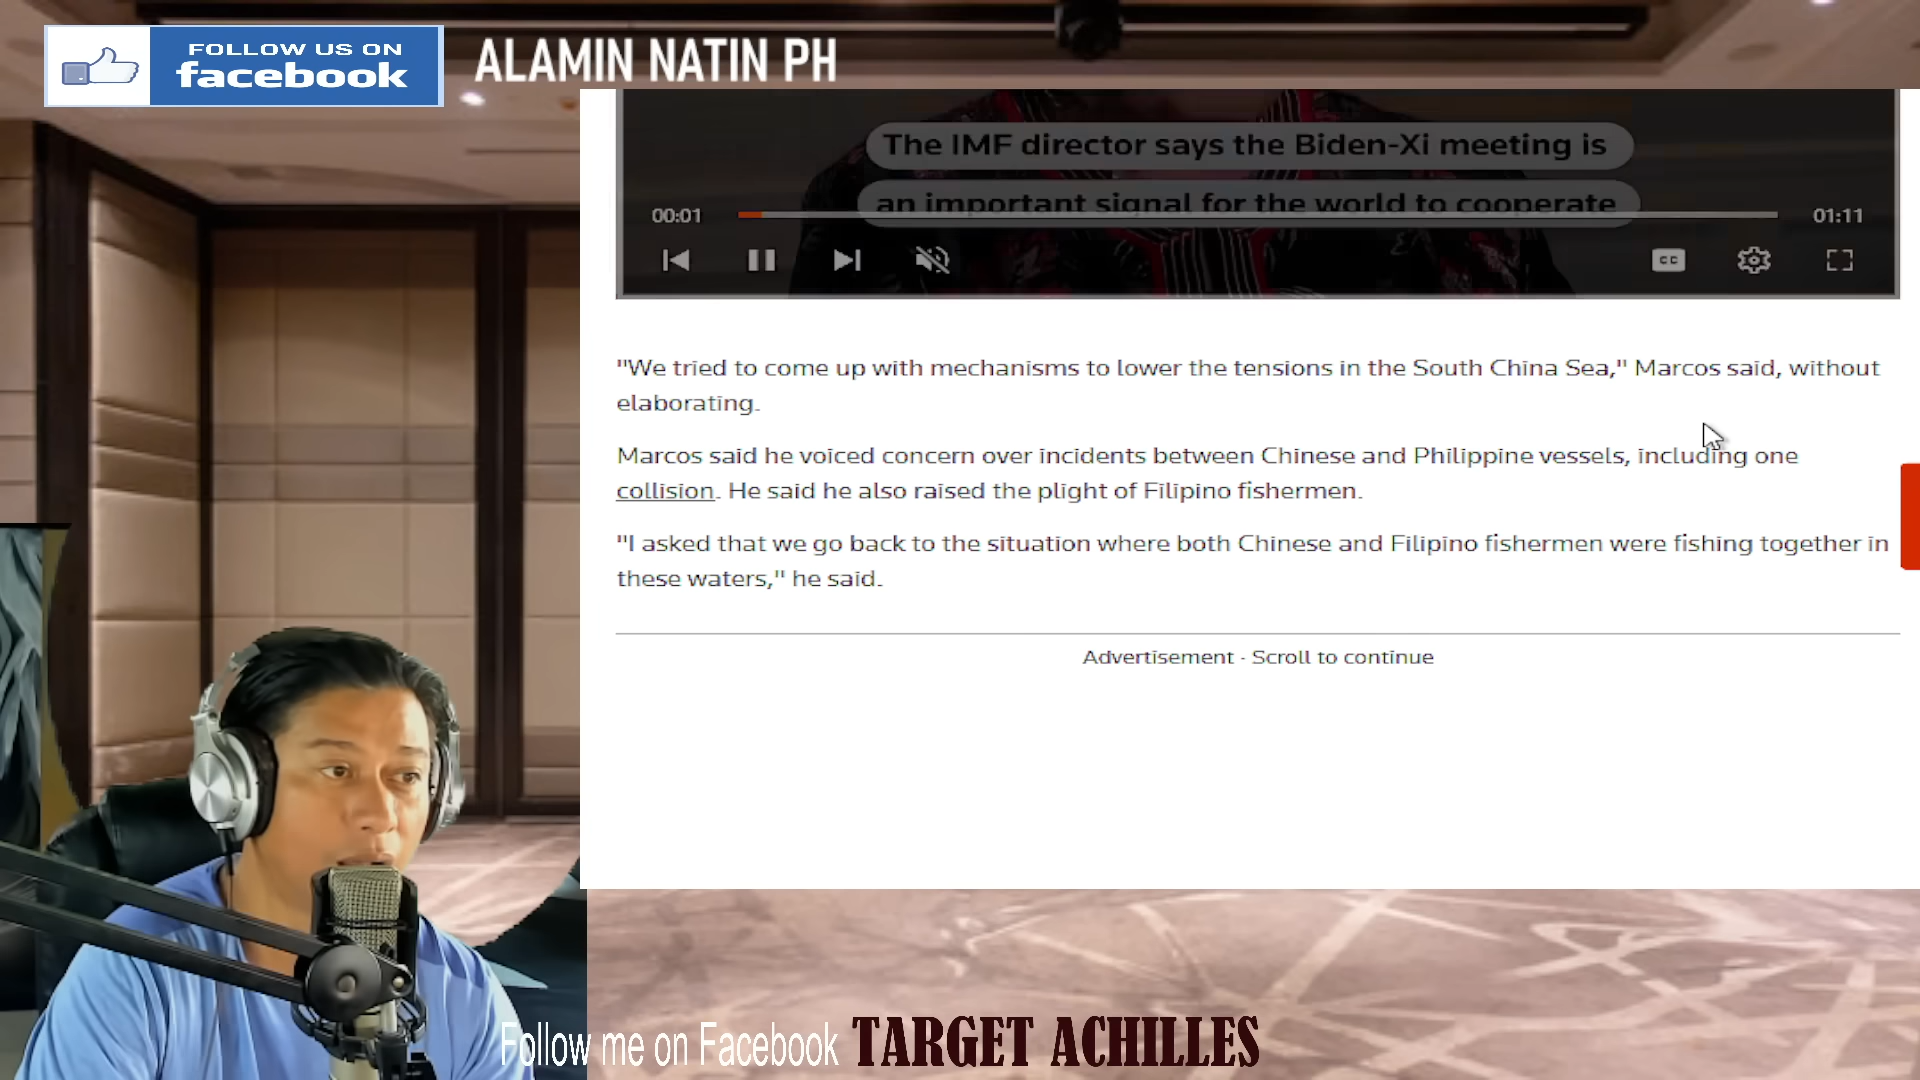 FOLLOW US ON
facebook
ALAMIN NATIN PH
The IMF director says the Biden-Xi meeting is
an important signal for the world to cooperate
00:01
01:11
CC
"We tried to come up with mechanisms to lower the tensions in the South China Sea," Marcos said, without
elaborating.
Marcos said he voiced concern over incidents between Chinese and Philippine vessels, including one
collision. He said he also raised the plight of Filipino fishermen.
"I asked that we go back to the situation where both Chinese and Filipino fishermen were fishing together in
these waters," he said.
Advertisement · Scroll to continue
Follow me on Facebook TARGET ACHILLES